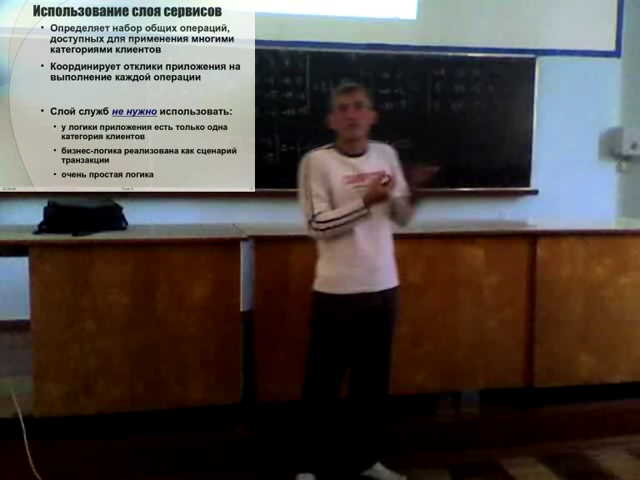 Использование слоя сервисов
• Определяет набор общих операций,
доступных для применения многими
категориями клиентов
• Координирует отклики приложения на
выполнение каждой операции
• Слой служб не нужно использовать:
• у логики приложения есть только одна
категория клиентов
• бизнес-логика реализована как сценарий
транзакции
• очень простая логика